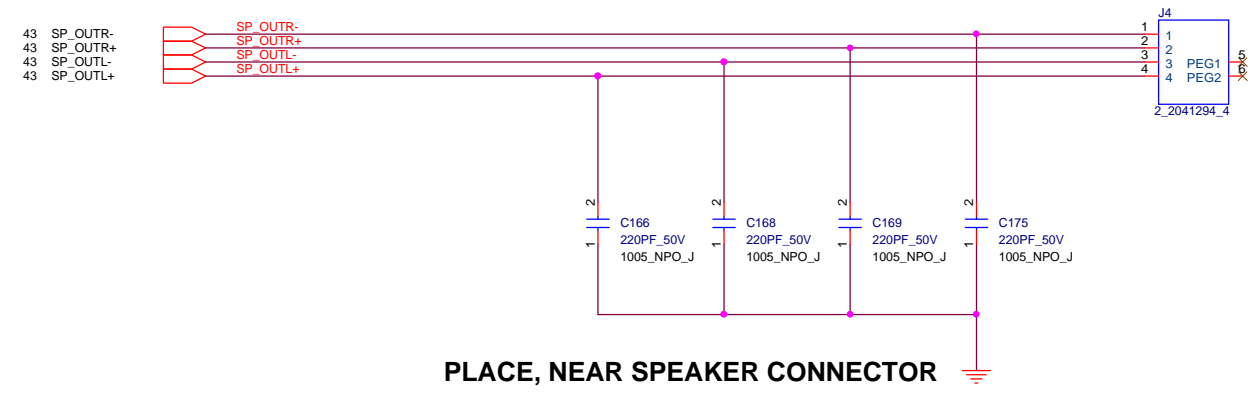 J4
43 SP_OUTR- SP_OUTR- 1 1
43 SP_OUTR+ SP_OUTR+ 2 2
43 SP_OUTL- SP_OUTL- 3 3 PEG1 5
43 SP_OUTL+ SP_OUTL+ 4 4 PEG2 6
2_2041294_4
2 2 2 2
C166 C168 C169 C175
1 220PF_50V 1 220PF_50V 1 220PF_50V 1 220PF_50V
1005_NPO_J 1005_NPO_J 1005_NPO_J 1005_NPO_J
PLACE, NEAR SPEAKER CONNECTOR